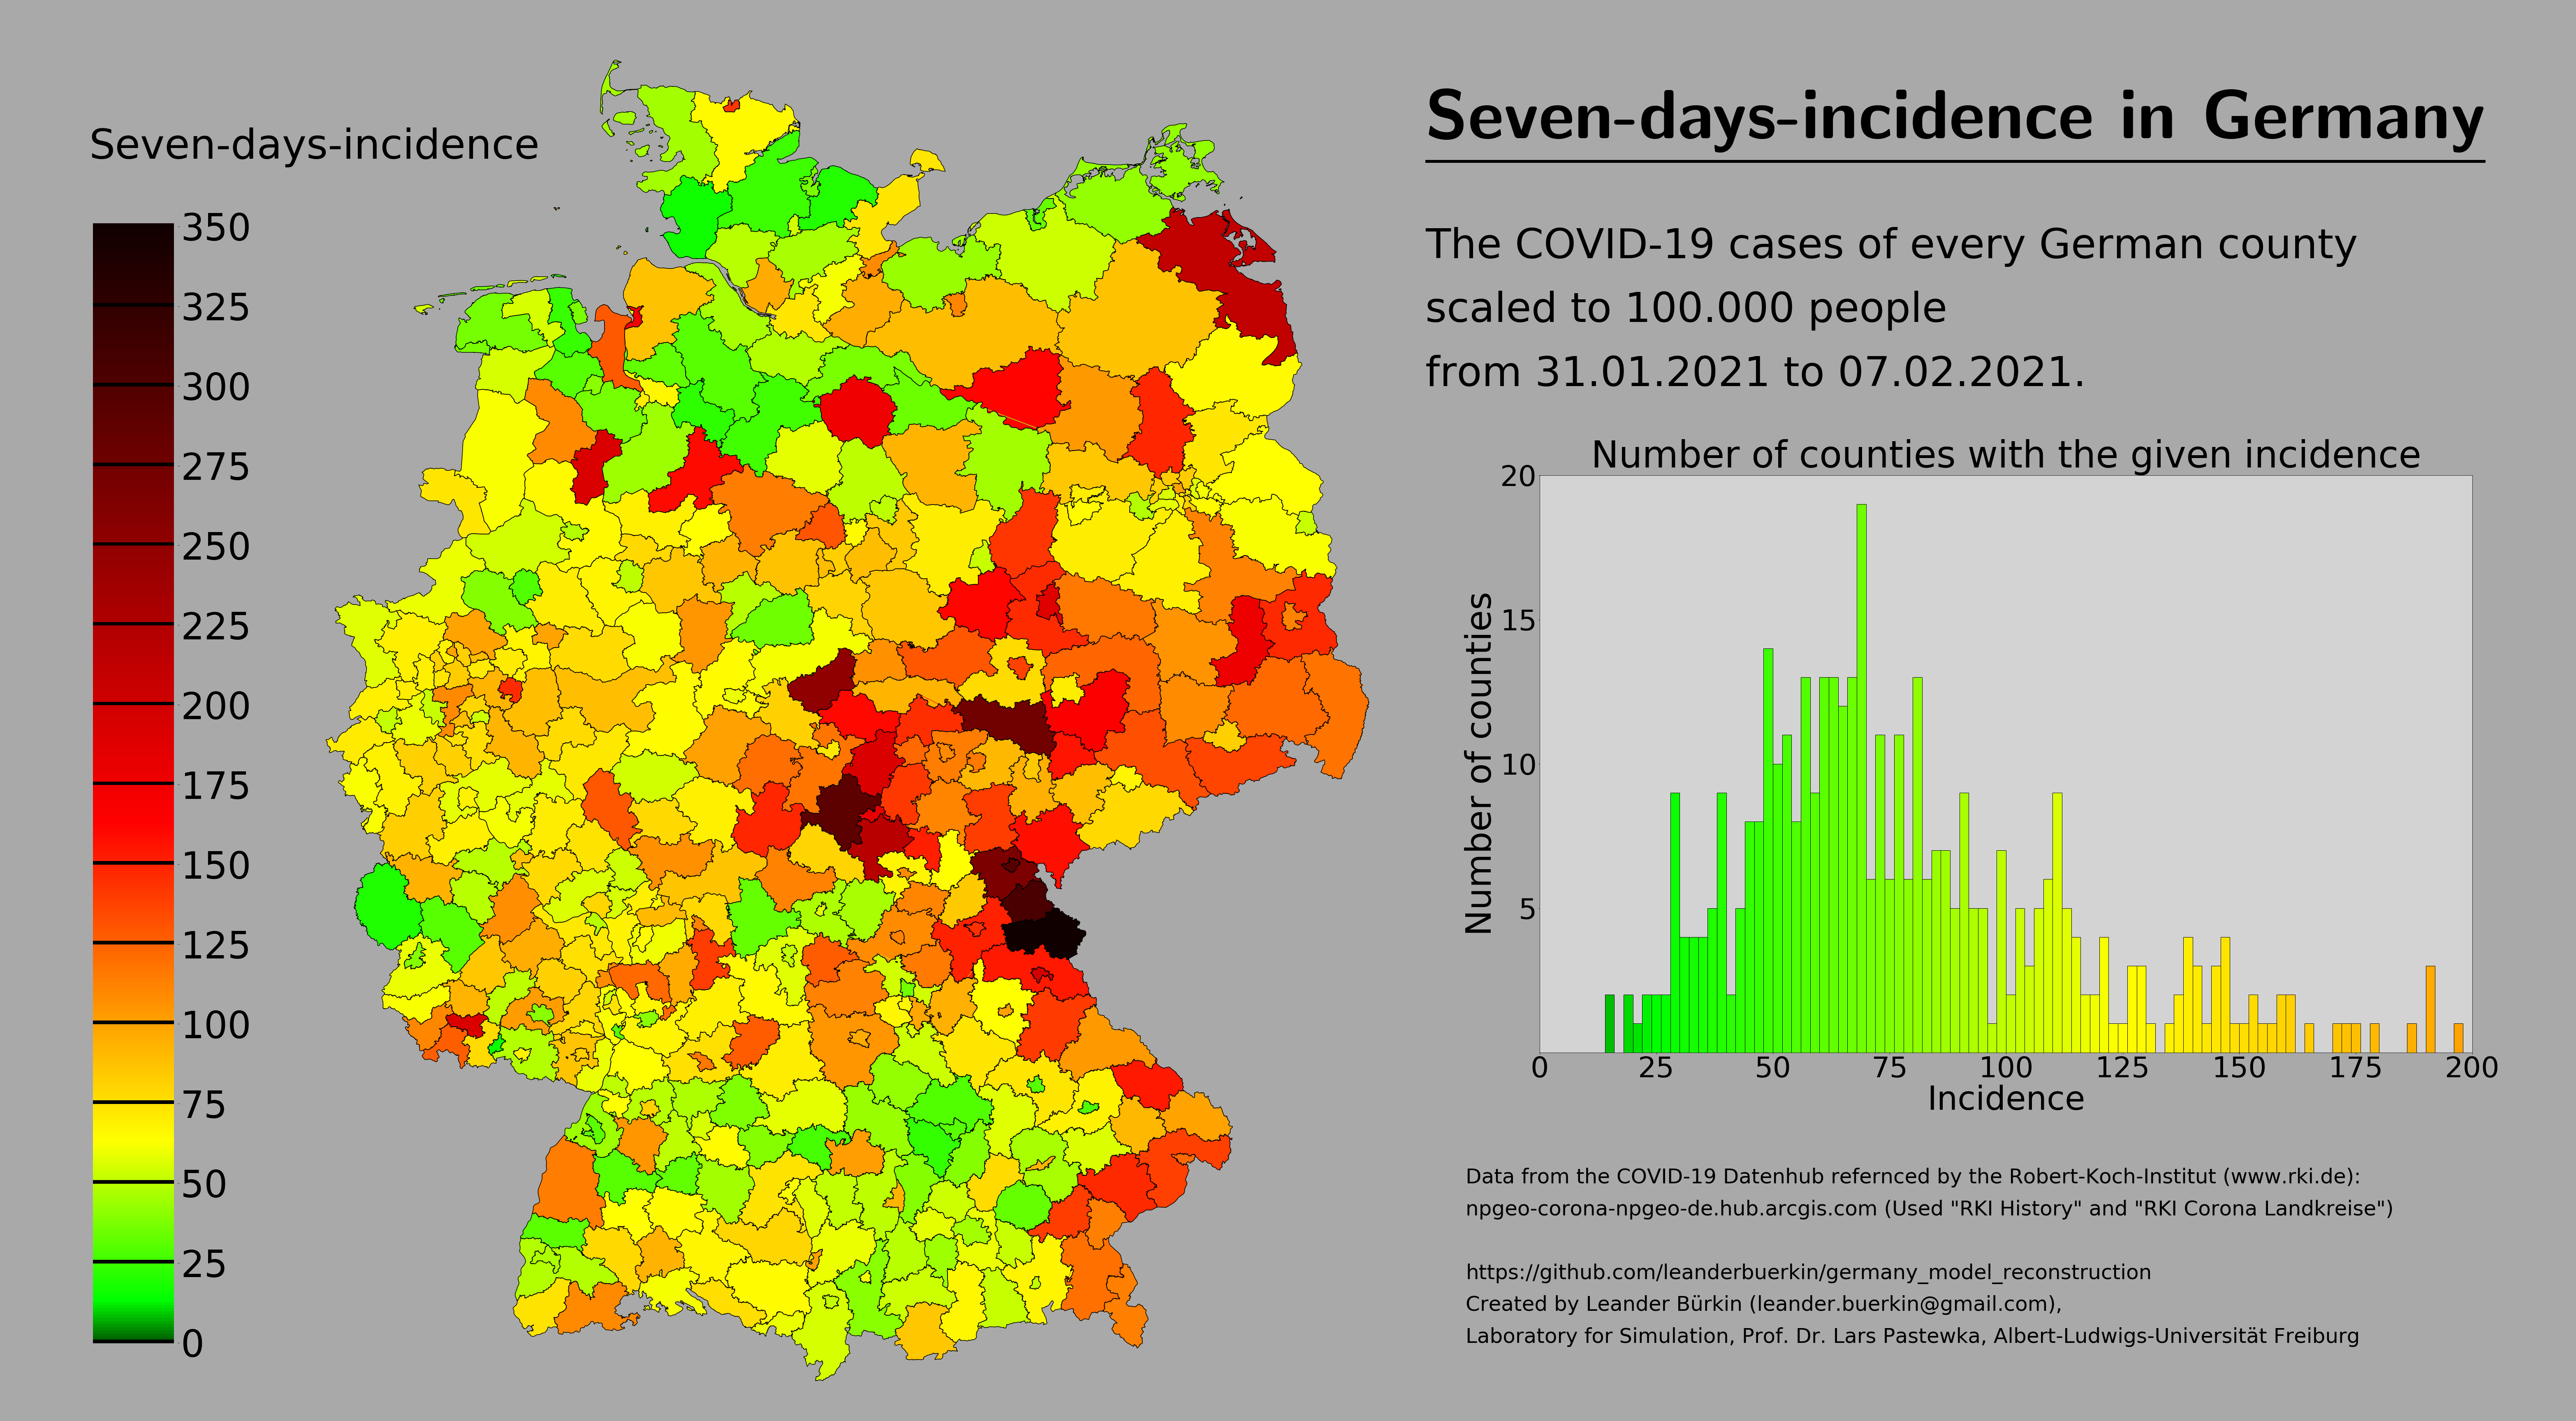 Seven-days-incidence in Germany
Seven-days-incidence
350
325
300
275
250
225
200
175
150
125
100
75
50
25
0
The COVID-19 cases of every German county
scaled to 100.000 people
from 31.01.2021 to 07.02.2021.
Number of counties with the given incidence
Number of counties
20
15
10
5
0 25 50 75 100 125 150 175 200
Incidence
Data from the COVID-19 Datenhub refernced by the Robert-Koch-Institut (www.rki.de):
npgeo-corona-npgeo-de.hub.arcgis.com (Used "RKI History" and "RKI Corona Landkreise")
https://github.com/leanderbuerkin/germany_model_reconstruction
Created by Leander Bürkin (leander.buerkin@gmail.com),
Laboratory for Simulation, Prof. Dr. Lars Pastewka, Albert-Ludwigs-Universität Freiburg